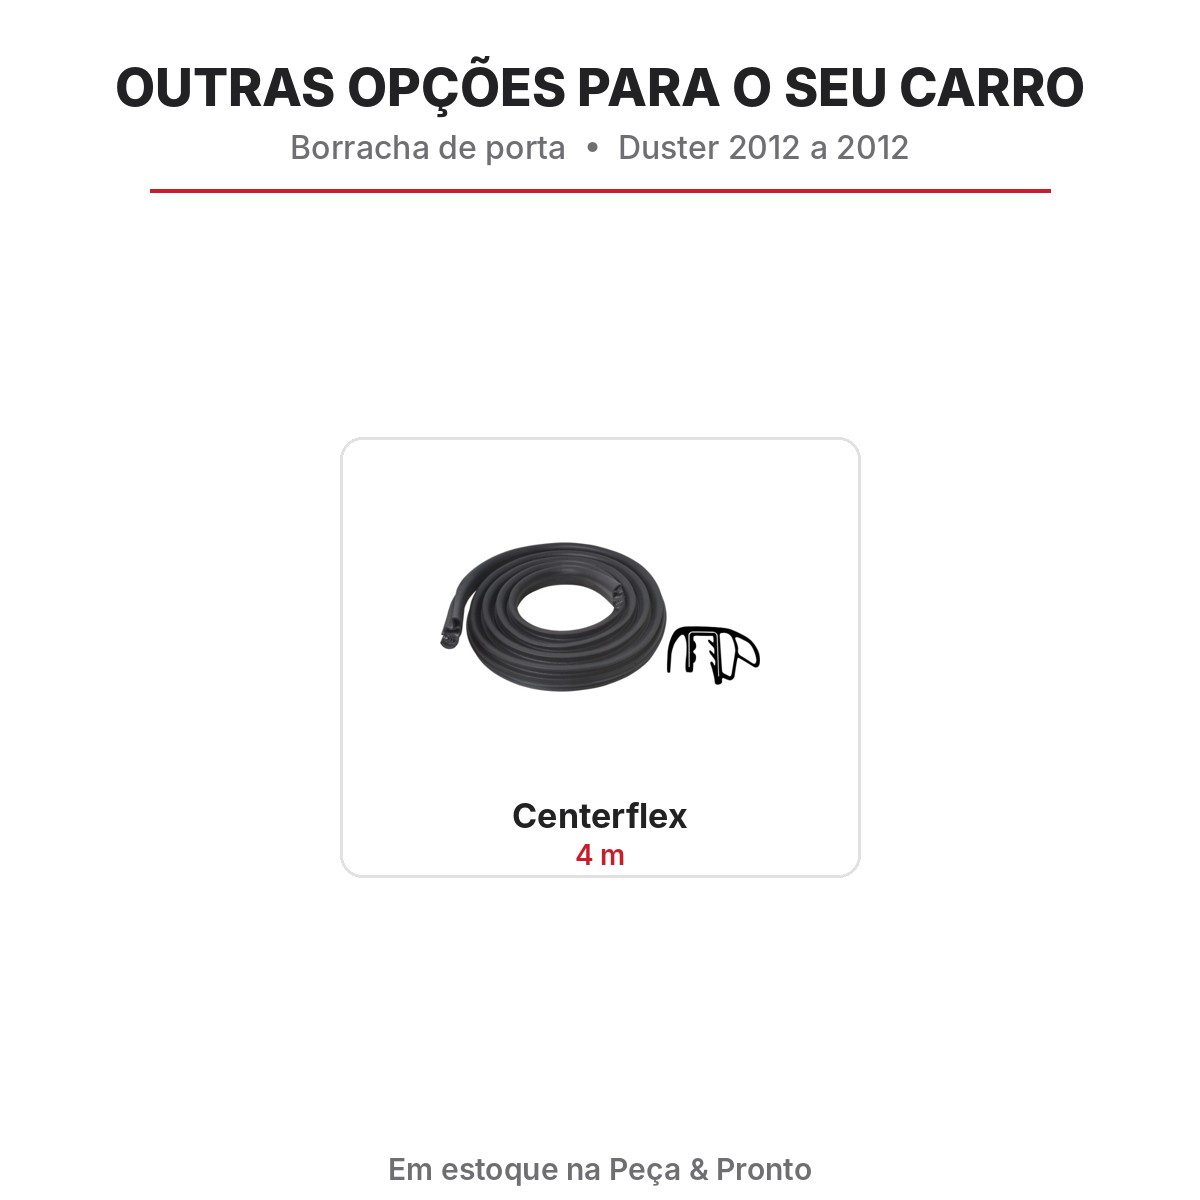 OUTRAS OPÇÕES PARA O SEU CARRO
Borracha de porta • Duster 2012 a 2012
Centerflex
4 m
Em estoque na Peça & Pronto